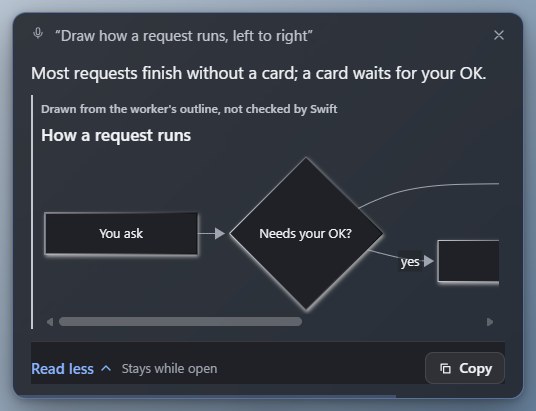 “Draw how a request runs, left to right”
Most requests finish without a card; a card waits for your OK.
Drawn from the worker's outline, not checked by Swift
How a request runs
You ask
Needs your OK?
yes
Read less
Stays while open
Copy